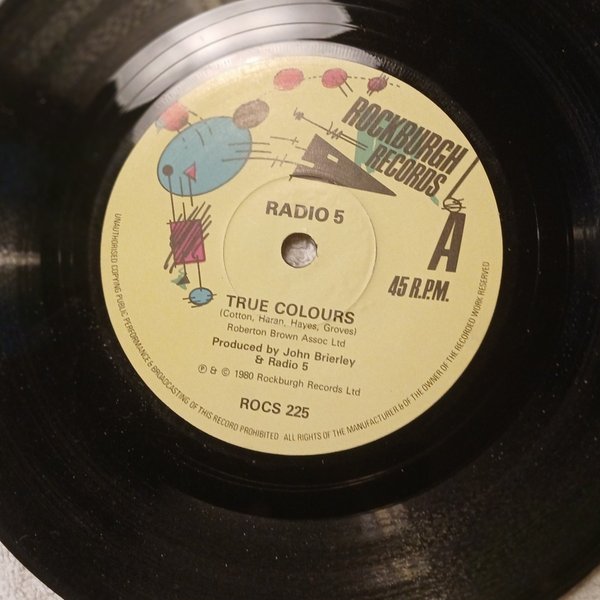 ROCKBURGH
RECORDS
RADIO 5
A
45 R.P.M.
TRUE COLOURS
(Cotton, Haran, Hayes, Groves)
Roberton Brown Assoc Ltd
Produced by John Brierley
& Radio 5
℗ & © 1980 Rockburgh Records Ltd
ROCS 225
UNAUTHORISED COPYING PUBLIC PERFORMANCE & BROADCASTING OF THIS RECORD PROHIBITED ALL RIGHTS OF THE MANUFACTURER & OF THE OWNER OF THE RECORDED WORK RESERVED